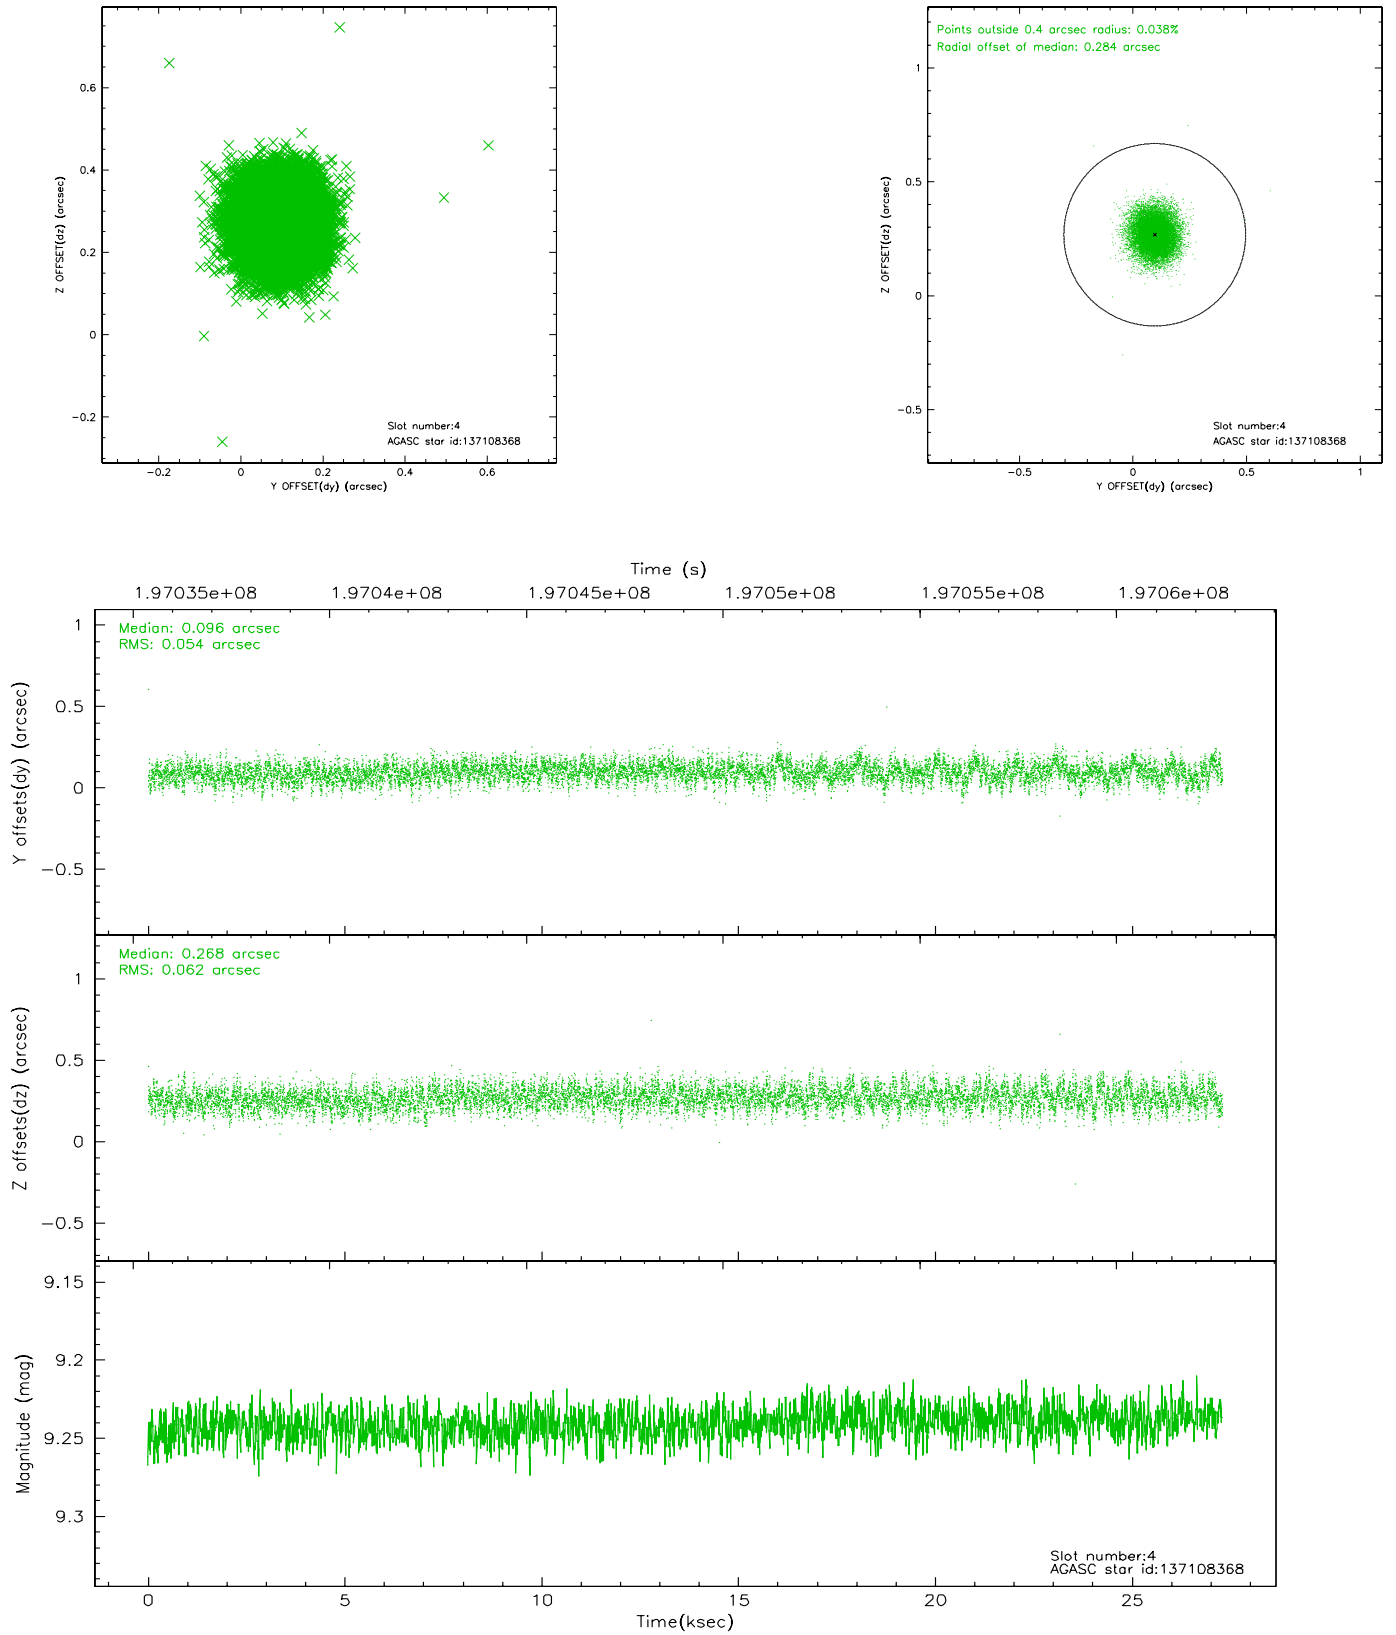 0.6
0.4
0.2
0
−0.2
Z OFFSET(dz) (arcsec)
Slot number:4
AGASC star id:137108368
−0.2 0 0.2 0.4 0.6
Y OFFSET(dy) (arcsec)
Points outside 0.4 arcsec radius: 0.038%
Radial offset of median: 0.284 arcsec
1
0.5
0
−0.5
Z OFFSET(dz) (arcsec)
Slot number:4
AGASC star id:137108368
−0.5 0 0.5 1
Y OFFSET(dy) (arcsec)
Time (s)
1.97035e+08 1.9704e+08 1.97045e+08 1.9705e+08 1.97055e+08 1.9706e+08
Median: 0.096 arcsec
RMS: 0.054 arcsec
1
0.5
0
−0.5
Y offsets(dy) (arcsec)
Median: 0.268 arcsec
RMS: 0.062 arcsec
1
0.5
0
−0.5
Z offsets(dz) (arcsec)
9.15
9.2
9.25
9.3
Magnitude (mag)
Slot number:4
AGASC star id:137108368
0 5 10 15 20 25
Time(ksec)